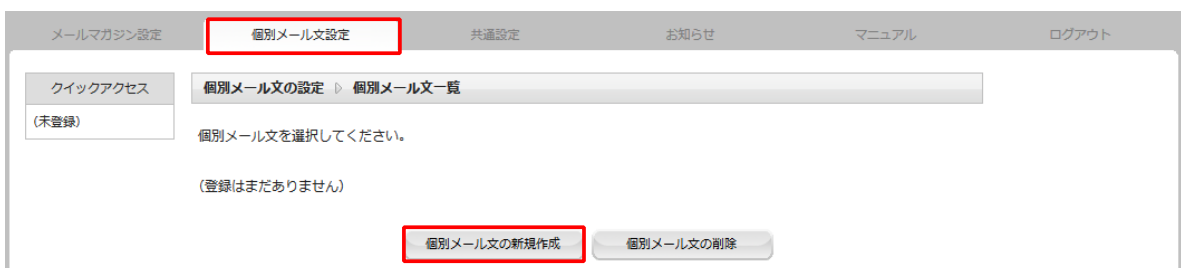 メールマガジン設定 個別メール文設定 共通設定 お知らせ マニュアル ログアウト
クイックアクセス
(未登録)
個別メール文の設定 ▷ 個別メール文一覧
個別メール文を選択してください。
(登録はまだありません)
個別メール文の新規作成 個別メール文の削除